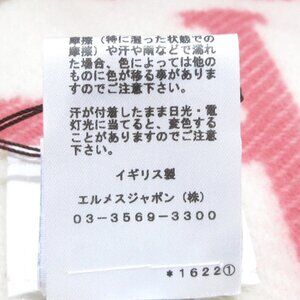 摩擦（特に湿った状態での
摩擦）や汗や雨などで濡れ
た場合、色によっては他の
ものに色が移る事がありま
すのでご注意下さい。
汗が付着したまま日光・電
灯光に当てると、変色する
ことがありますのでご注意
下さい。
イギリス製
エルメスジャポン（株）
03-3569-3300
＊1622①